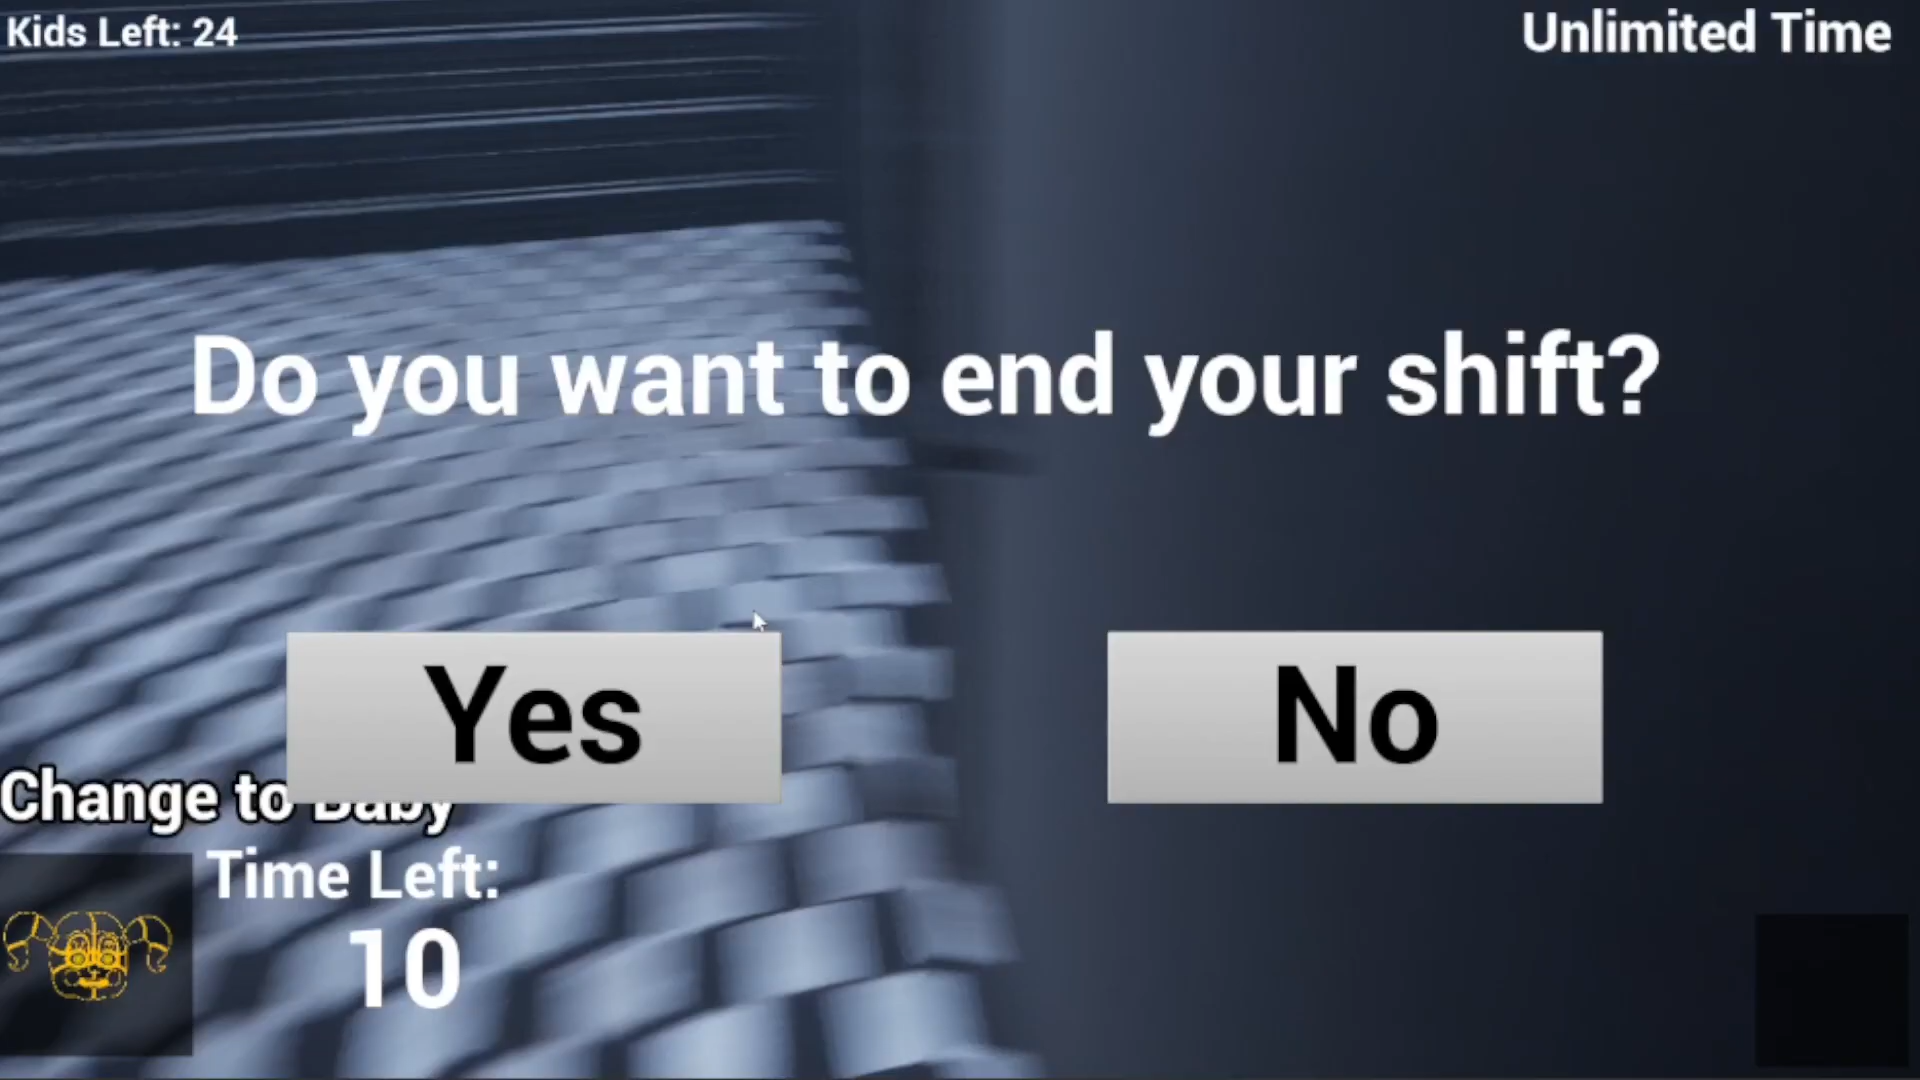 Kids Left: 24
Unlimited Time
Do you want to end your shift?
Yes
No
Change to Baby
Time Left:
10